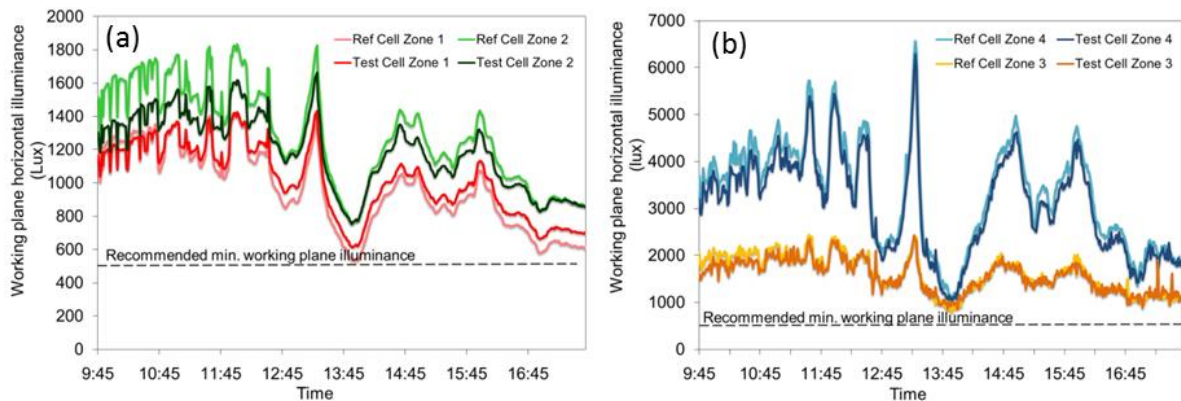 (a)
Working plane horizontal illuminance
(Lux)
2000
1800
1600
1400
1200
1000
800
600
400
200
0
Ref Cell Zone 1
Ref Cell Zone 2
Test Cell Zone 1
Test Cell Zone 2
Recommended min. working plane illuminance
9:45 10:45 11:45 12:45 13:45 14:45 15:45 16:45
Time
(b)
Working plane horizontal illuminance
(Lux)
7000
6000
5000
4000
3000
2000
1000
0
Ref Cell Zone 4
Test Cell Zone 4
Ref Cell Zone 3
Test Cell Zone 3
Recommended min. working plane illuminance
9:45 10:45 11:45 12:45 13:45 14:45 15:45 16:45
Time